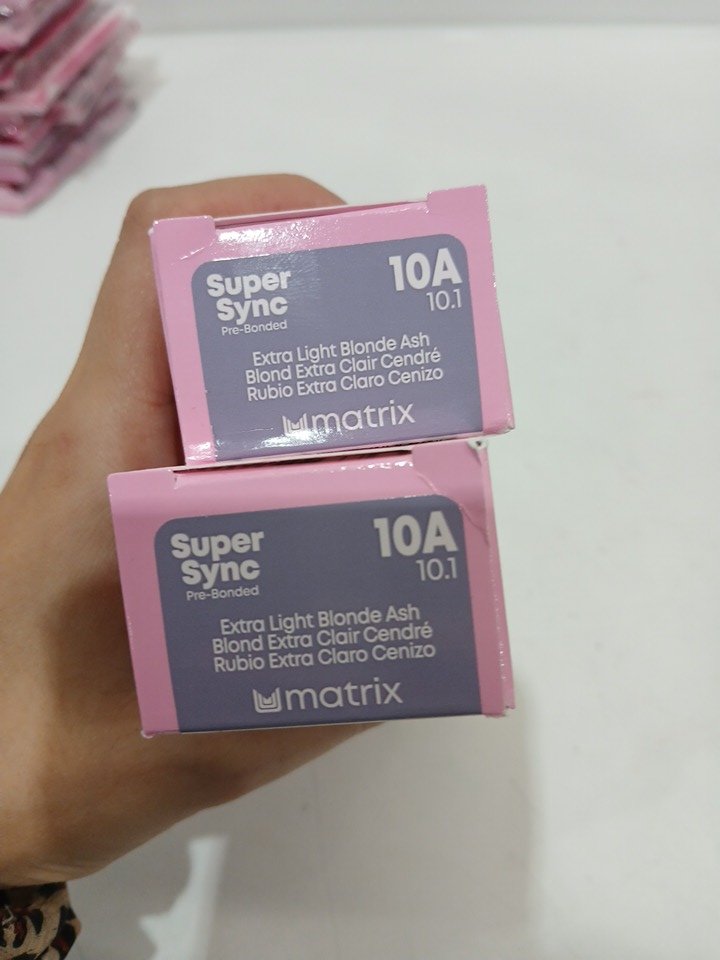 Super
Sync
Pre-Bonded
10A
10.1
Extra Light Blonde Ash
Blond Extra Clair Cendré
Rubio Extra Claro Cenizo
matrix
Super
Sync
Pre-Bonded
10A
10.1
Extra Light Blonde Ash
Blond Extra Clair Cendré
Rubio Extra Claro Cenizo
matrix